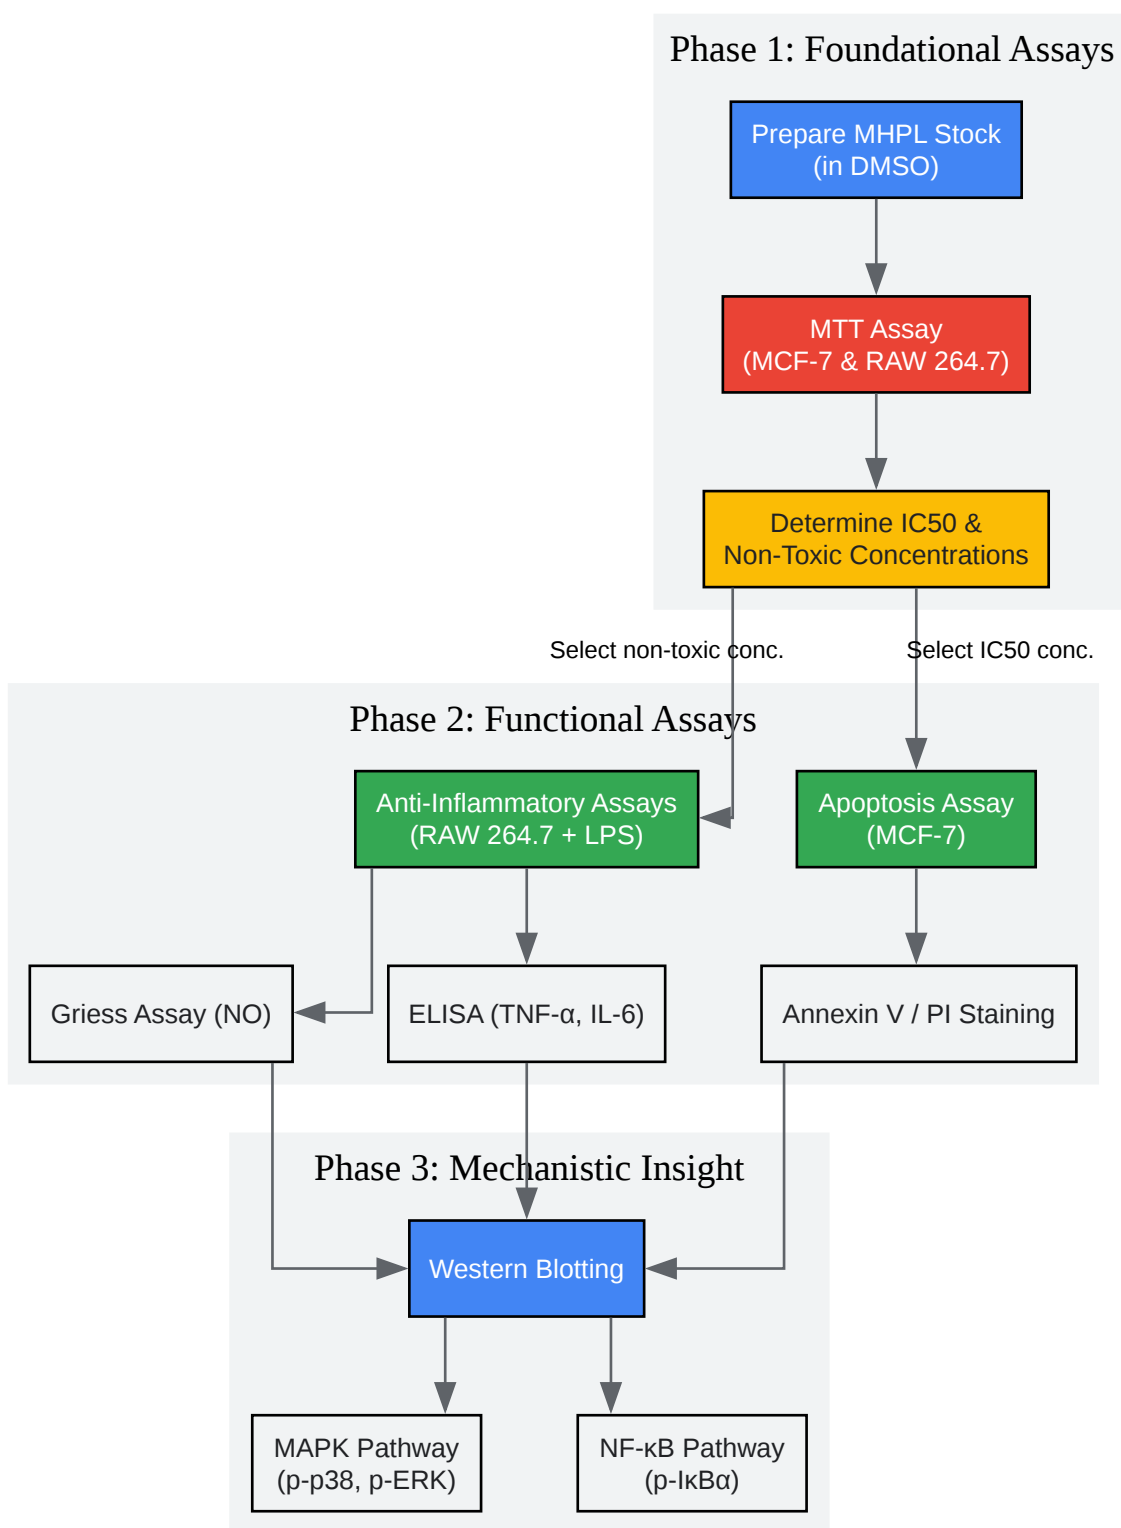 Phase 1: Foundational Assays
Prepare MHPL Stock
(in DMSO)
MTT Assay
(MCF-7 & RAW 264.7)
Determine IC50 &
Non-Toxic Concentrations
Select non-toxic conc.
Select IC50 conc.
Phase 2: Functional Assays
Anti-Inflammatory Assays
(RAW 264.7 + LPS)
Apoptosis Assay
(MCF-7)
Griess Assay (NO)
ELISA (TNF-α, IL-6)
Annexin V / PI Staining
Phase 3: Mechanistic Insight
Western Blotting
MAPK Pathway
(p-p38, p-ERK)
NF-κB Pathway
(p-IκBα)